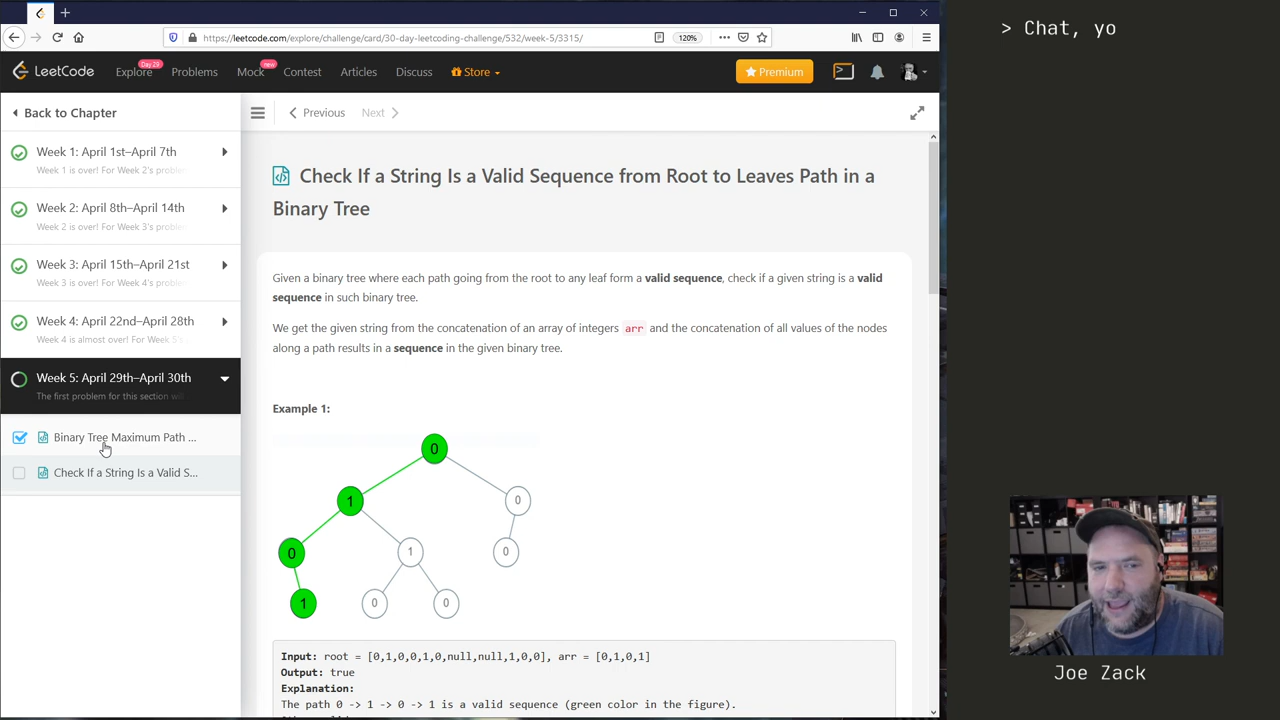 > Chat, yo
https://leetcode.com/explore/challenge/card/30-day-leetcoding-challenge/532/week-5/3315/
120%
LeetCode
Explore
Day 29
Problems
Mock
new
Contest
Articles
Discuss
Store
Premium
Back to Chapter
Previous
Next
Week 1: April 1st–April 7th
Week 1 is over! For Week 2's proble
Week 2: April 8th–April 14th
Week 2 is over! For Week 3's proble
Week 3: April 15th–April 21st
Week 3 is over! For Week 4's proble
Week 4: April 22nd–April 28th
Week 4 is almost over! For Week 5's
Week 5: April 29th–April 30th
The first problem for this section will
Binary Tree Maximum Path ...
Check If a String Is a Valid S...
Check If a String Is a Valid Sequence from Root to Leaves Path in a
Binary Tree
Given a binary tree where each path going from the root to any leaf form a valid sequence, check if a given string is a valid
sequence in such binary tree.
We get the given string from the concatenation of an array of integers arr and the concatenation of all values of the nodes
along a path results in a sequence in the given binary tree.
Example 1:
0
1 0
0 1 0
1 0 0
Input: root = [0,1,0,0,1,0,null,null,1,0,0], arr = [0,1,0,1]
Output: true
Explanation:
The path 0 -> 1 -> 0 -> 1 is a valid sequence (green color in the figure).
Joe Zack